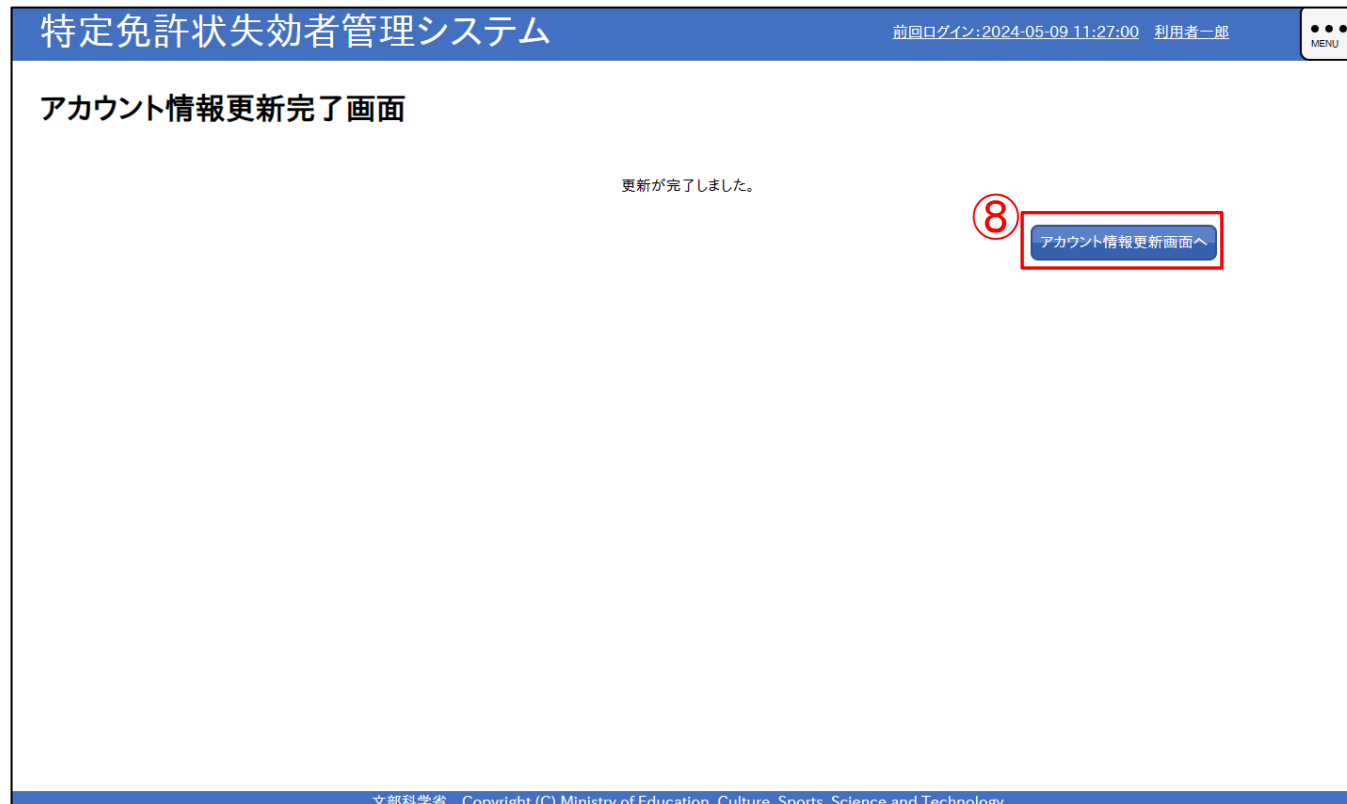 特定免許状失効者管理システム
前回ログイン:2024-05-09 11:27:00 利用者一郎
MENU
アカウント情報更新完了画面
更新が完了しました。
⑧
アカウント情報更新画面へ
文部科学省 Copyright (C) Ministry of Education, Culture, Sports, Science and Technology